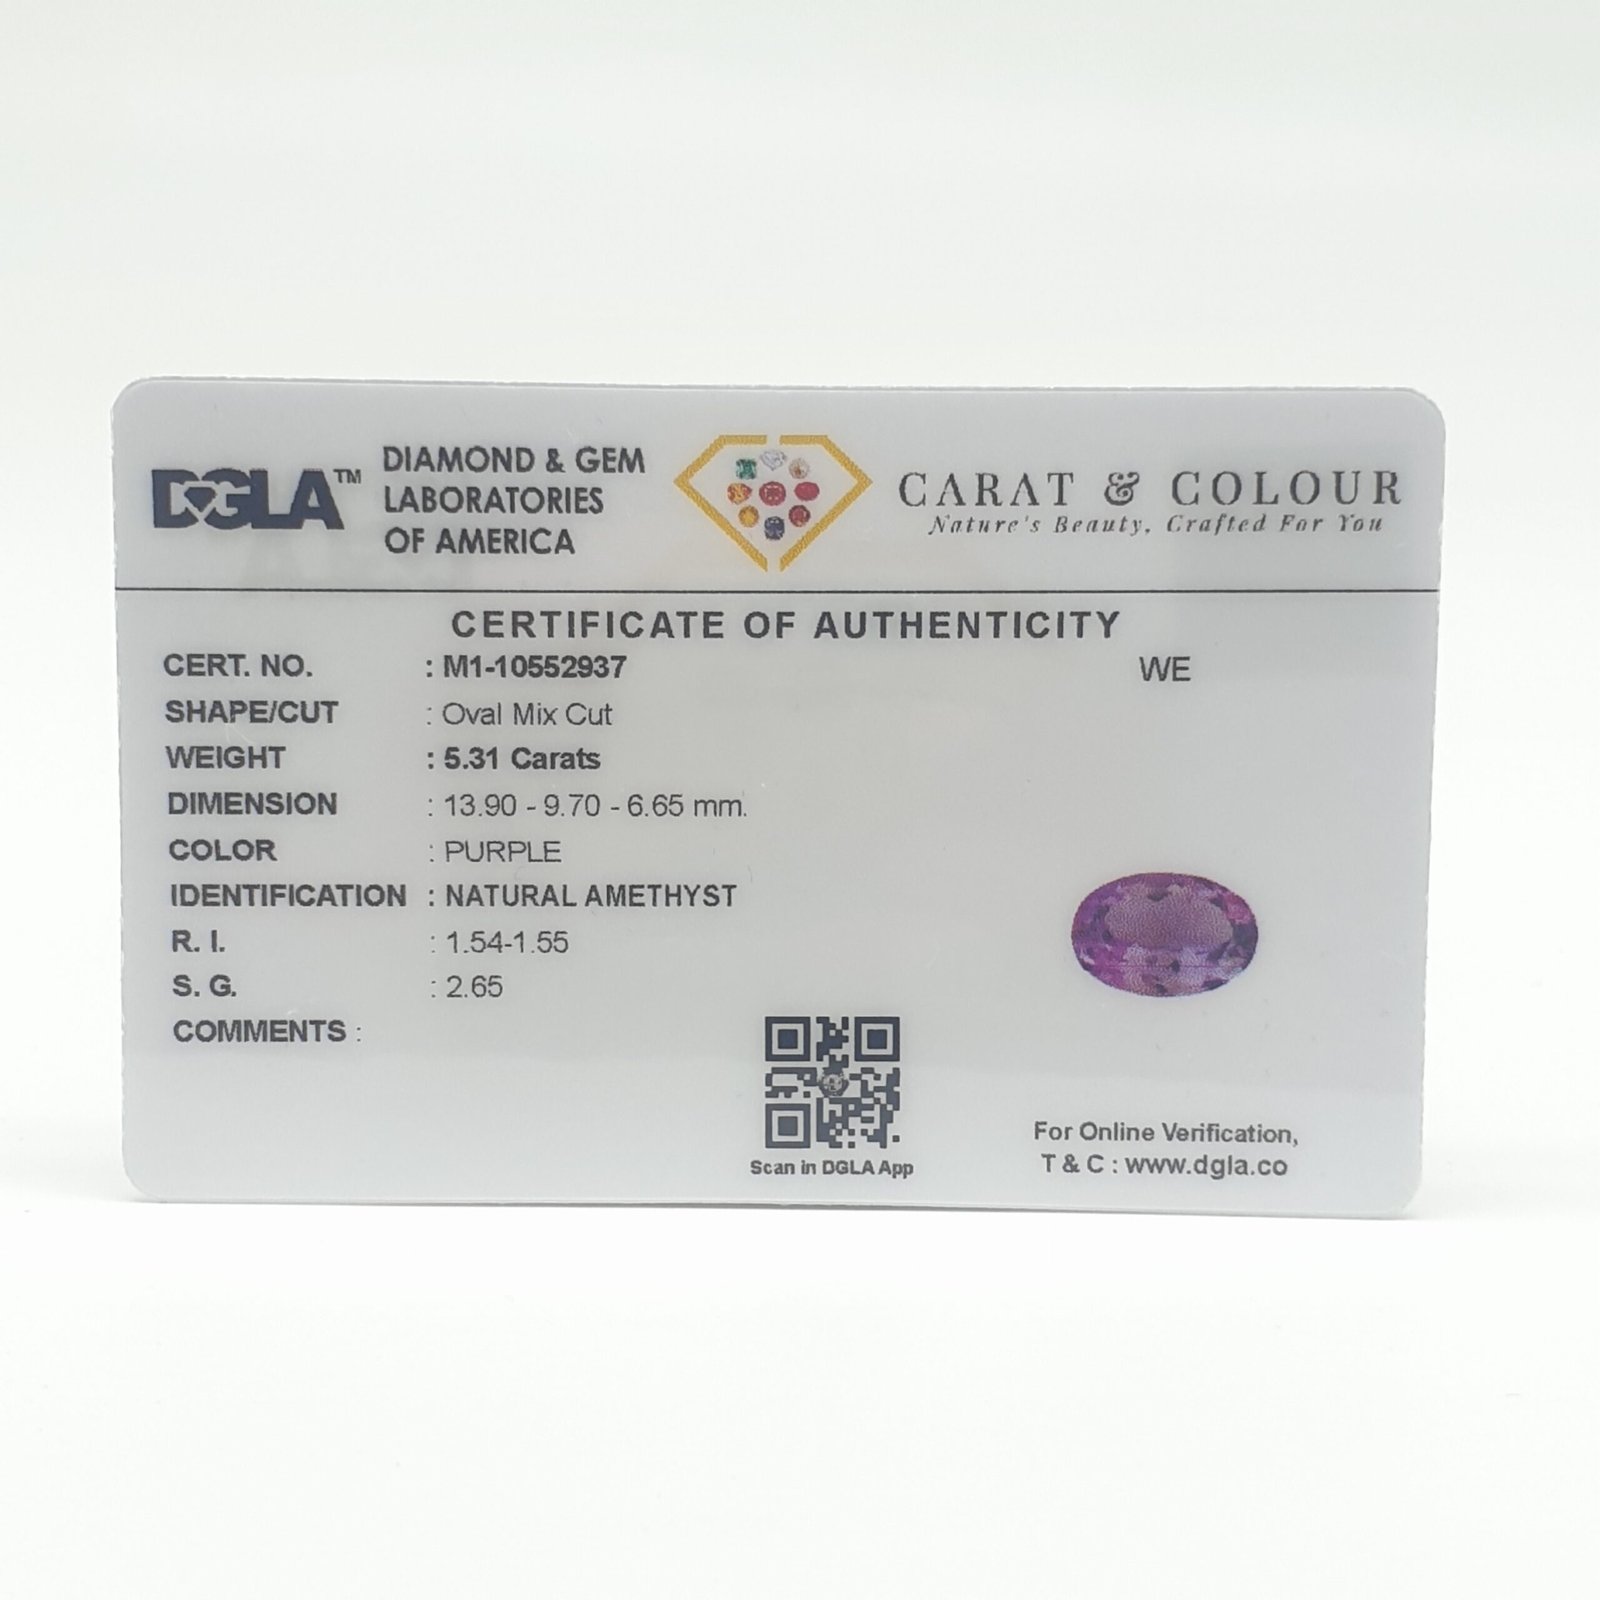 DGLA™
DIAMOND & GEM
LABORATORIES
OF AMERICA
CARAT & COLOUR
Nature's Beauty, Crafted For You
CERTIFICATE OF AUTHENTICITY
CERT. NO. : M1-10552937
WE
SHAPE/CUT : Oval Mix Cut
WEIGHT : 5.31 Carats
DIMENSION : 13.90 - 9.70 - 6.65 mm.
COLOR : PURPLE
IDENTIFICATION : NATURAL AMETHYST
R. I. : 1.54-1.55
S. G. : 2.65
COMMENTS :
Scan in DGLA App
For Online Verification,
T & C : www.dgla.co